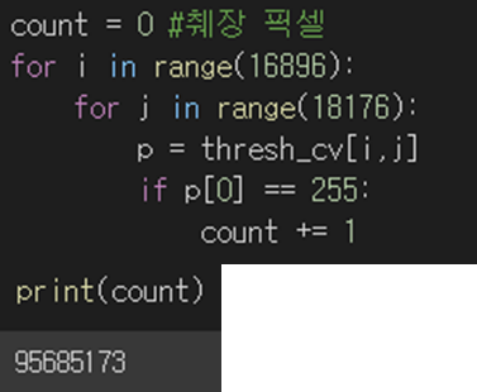 count = 0 #췌장 픽셀
for i in range(16896):
for j in range(18176):
p = thresh_cv[i,j]
if p[0] == 255:
count += 1
print(count)
95685173